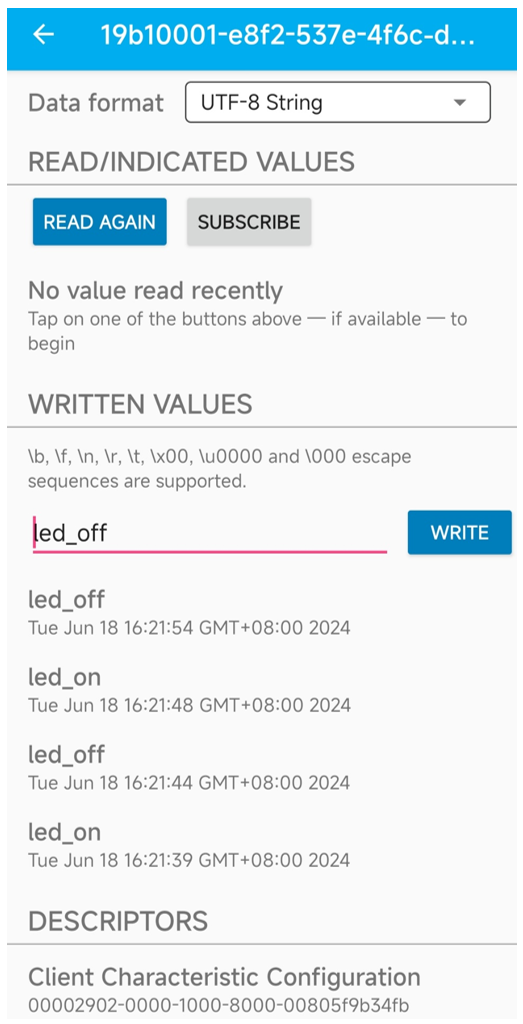 19b10001-e8f2-537e-4f6c-d...
Data format
UTF-8 String
READ/INDICATED VALUES
READ AGAIN
SUBSCRIBE
No value read recently
Tap on one of the buttons above — if available — to
begin
WRITTEN VALUES
\b, \f, \n, \r, \t, \x00, \u0000 and \000 escape
sequences are supported.
led_off
WRITE
led_off
Tue Jun 18 16:21:54 GMT+08:00 2024
led_on
Tue Jun 18 16:21:48 GMT+08:00 2024
led_off
Tue Jun 18 16:21:44 GMT+08:00 2024
led_on
Tue Jun 18 16:21:39 GMT+08:00 2024
DESCRIPTORS
Client Characteristic Configuration
00002902-0000-1000-8000-00805f9b34fb